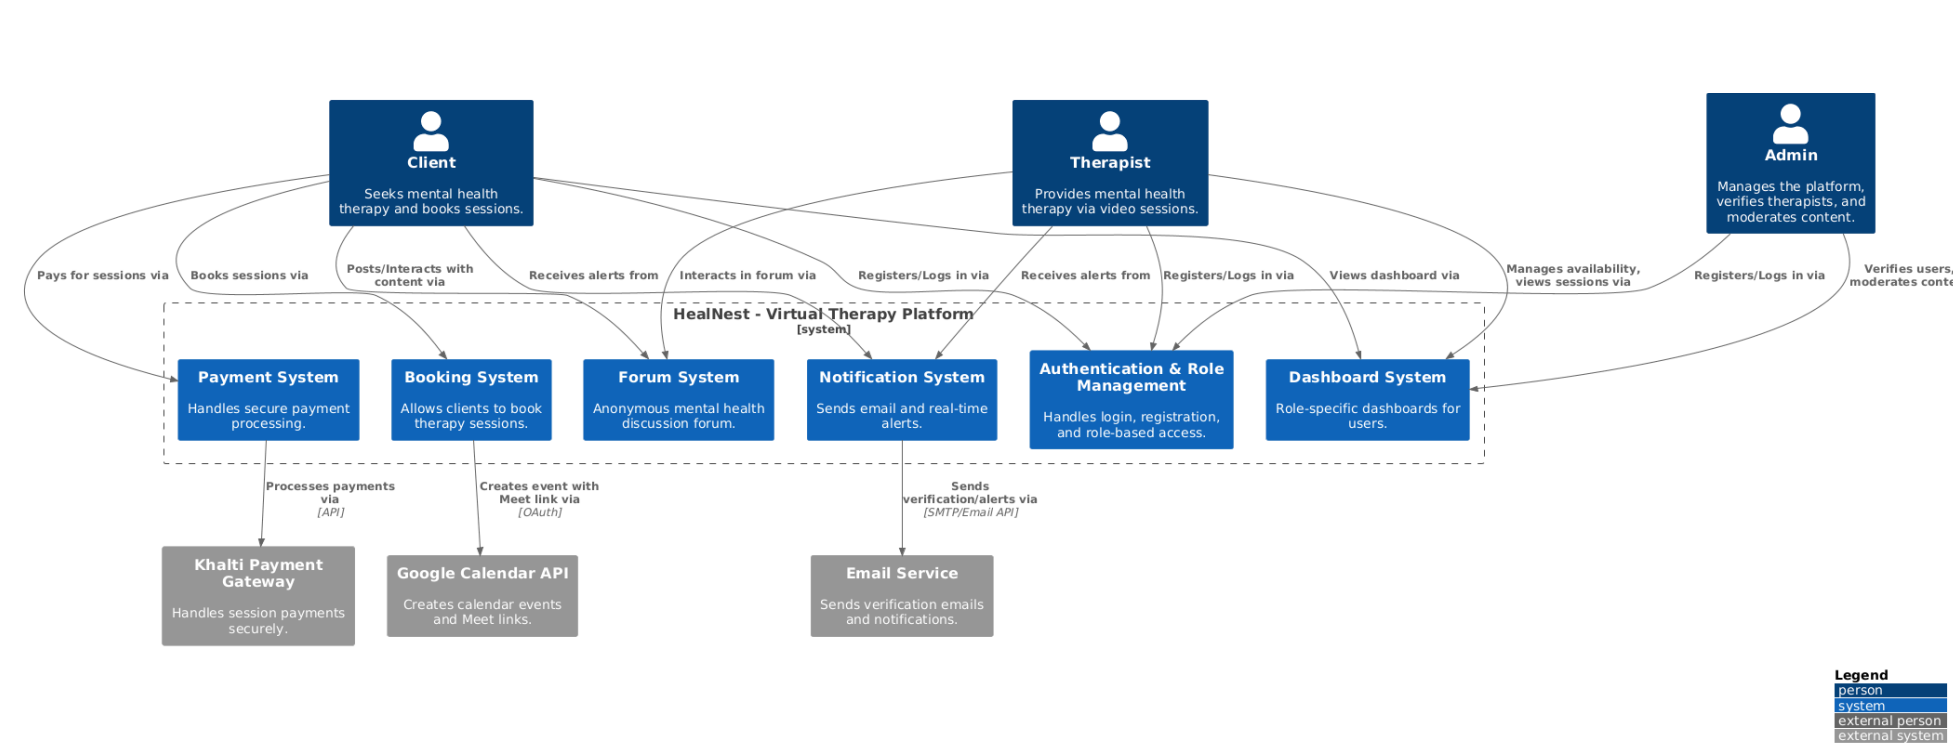 Client
Seeks mental health
therapy and books sessions.
Therapist
Provides mental health
therapy via video sessions.
Admin
Manages the platform,
verifies therapists, and
moderates content.
Pays for sessions via
Books sessions via
Posts/Interacts with
content via
Receives alerts from
Interacts in forum via
Registers/Logs in via
Receives alerts from
Registers/Logs in via
Views dashboard via
Manages availability,
views sessions via
Registers/Logs in via
Verifies users,
moderates conte
HealNest - Virtual Therapy Platform
[system]
Payment System
Handles secure payment
processing.
Booking System
Allows clients to book
therapy sessions.
Forum System
Anonymous mental health
discussion forum.
Notification System
Sends email and real-time
alerts.
Authentication & Role
Management
Handles login, registration,
and role-based access.
Dashboard System
Role-specific dashboards for
users.
Processes payments
via
[API]
Creates event with
Meet link via
[OAuth]
Sends
verification/alerts via
[SMTP/Email API]
Khalti Payment
Gateway
Handles session payments
securely.
Google Calendar API
Creates calendar events
and Meet links.
Email Service
Sends verification emails
and notifications.
Legend
person
system
external person
external system